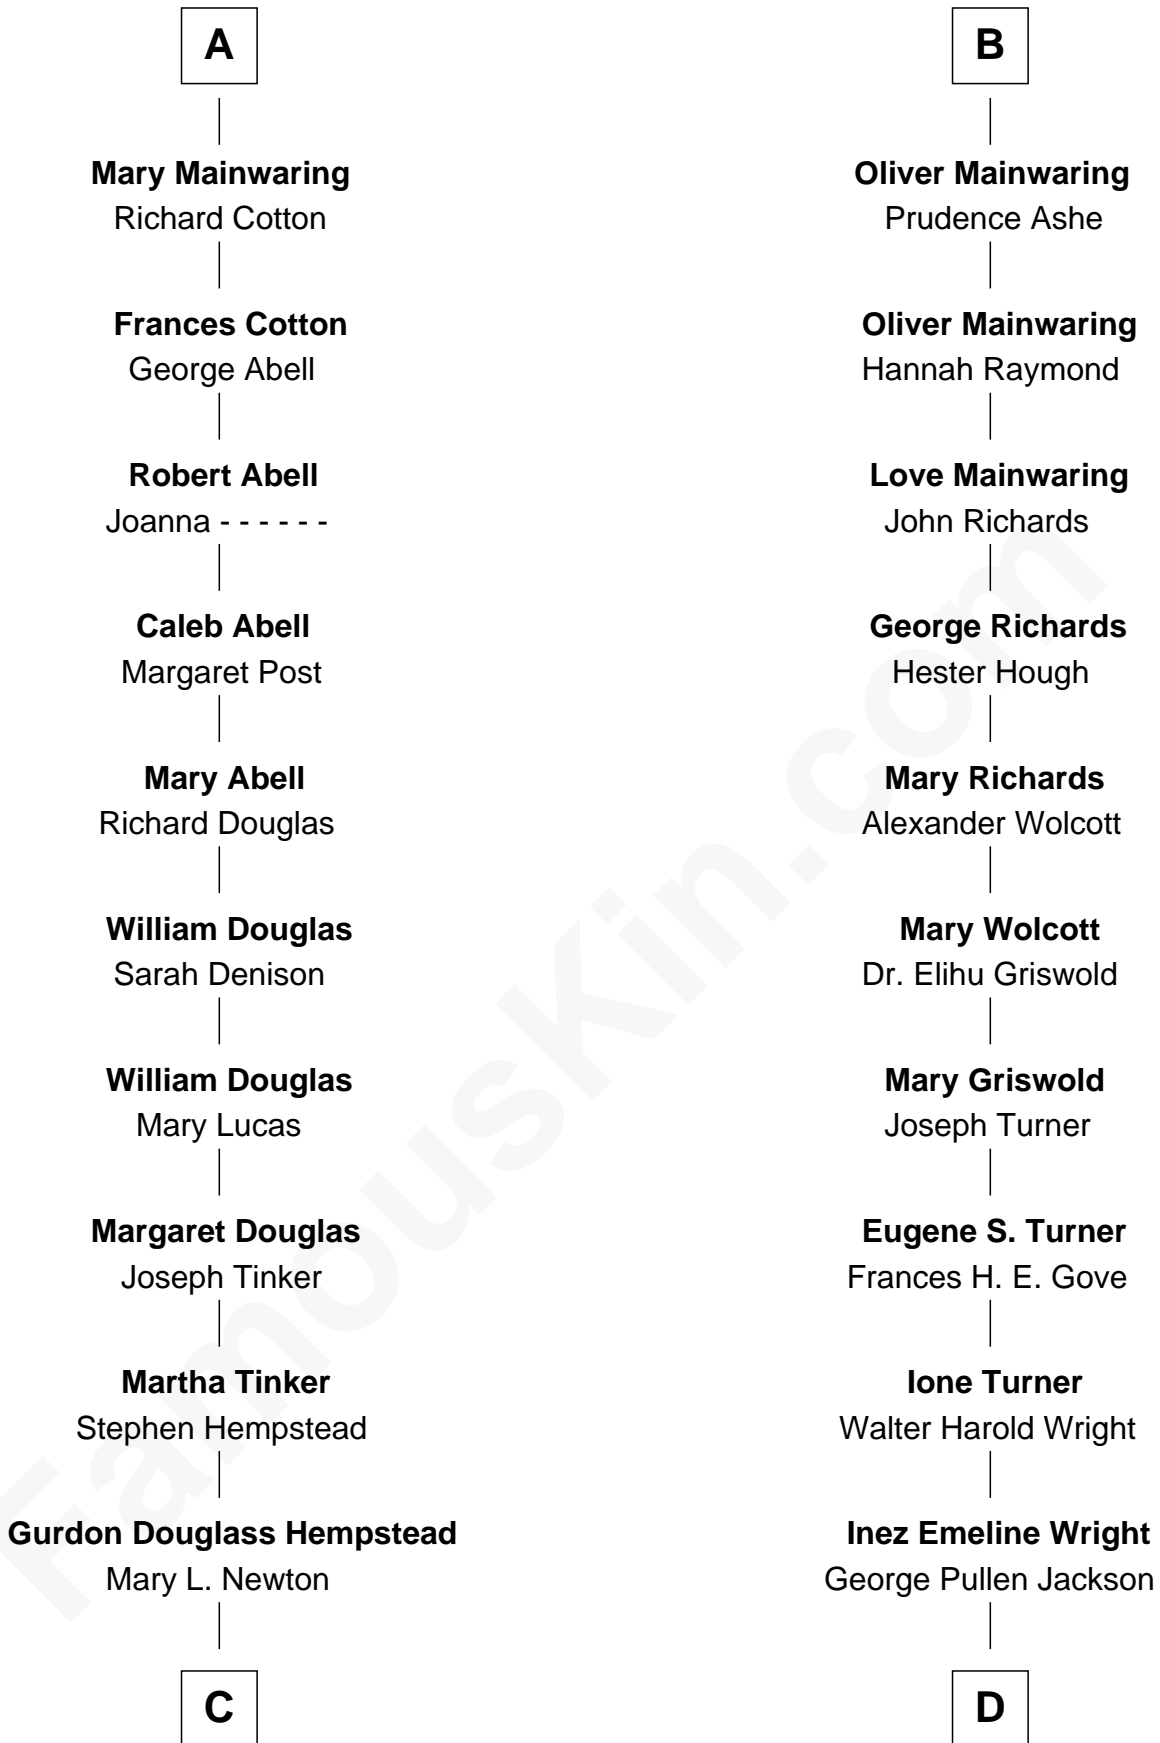 A
Mary Mainwaring
Richard Cotton
Frances Cotton
George Abell
Robert Abell
Joanna - - - - - -
Caleb Abell
Margaret Post
Mary Abell
Richard Douglas
William Douglas
Sarah Denison
William Douglas
Mary Lucas
Margaret Douglas
Joseph Tinker
Martha Tinker
Stephen Hempstead
Gurdon Douglass Hempstead
Mary L. Newton
C
B
Oliver Mainwaring
Prudence Ashe
Oliver Mainwaring
Hannah Raymond
Love Mainwaring
John Richards
George Richards
Hester Hough
Mary Richards
Alexander Wolcott
Mary Wolcott
Dr. Elihu Griswold
Mary Griswold
Joseph Turner
Eugene S. Turner
Frances H. E. Gove
Ione Turner
Walter Harold Wright
Inez Emeline Wright
George Pullen Jackson
D
FamousKin.com